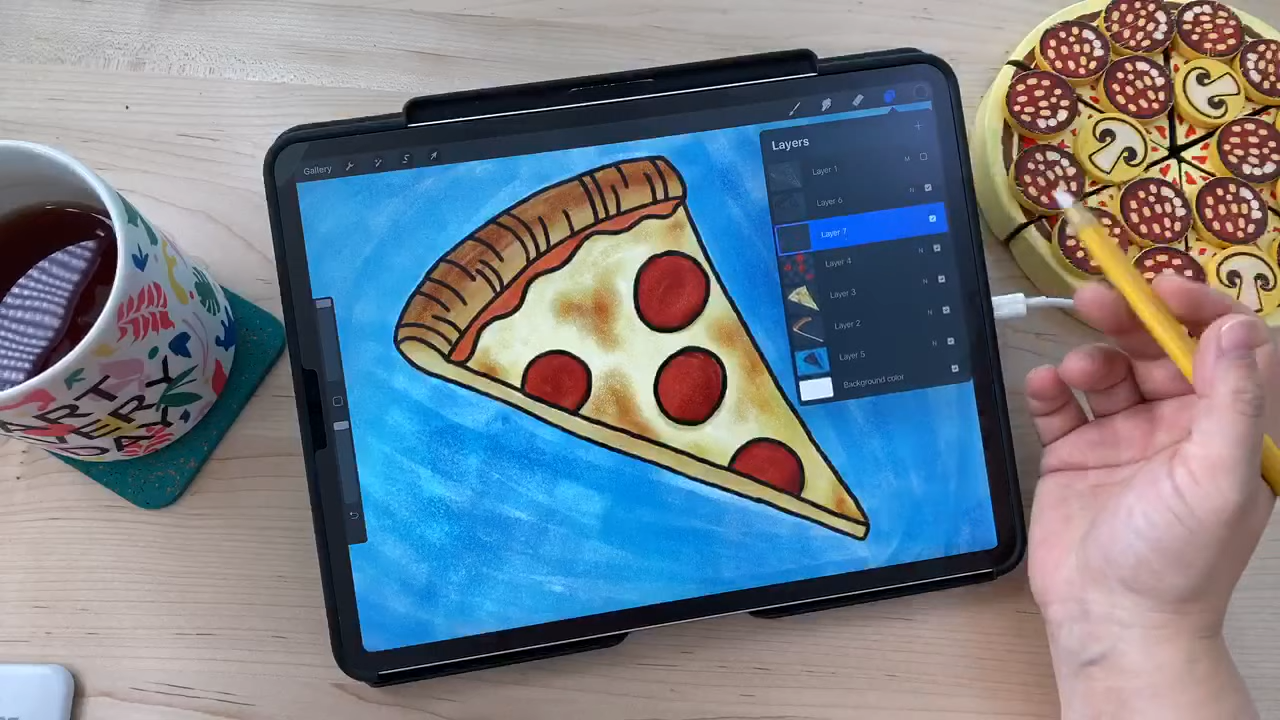 Gallery
S
Layers
Layer 1
M
Layer 6
N
Layer 7
Layer 4
N
Layer 3
N
Layer 2
N
Layer 5
N
Background color
ART
EVERY
DAY